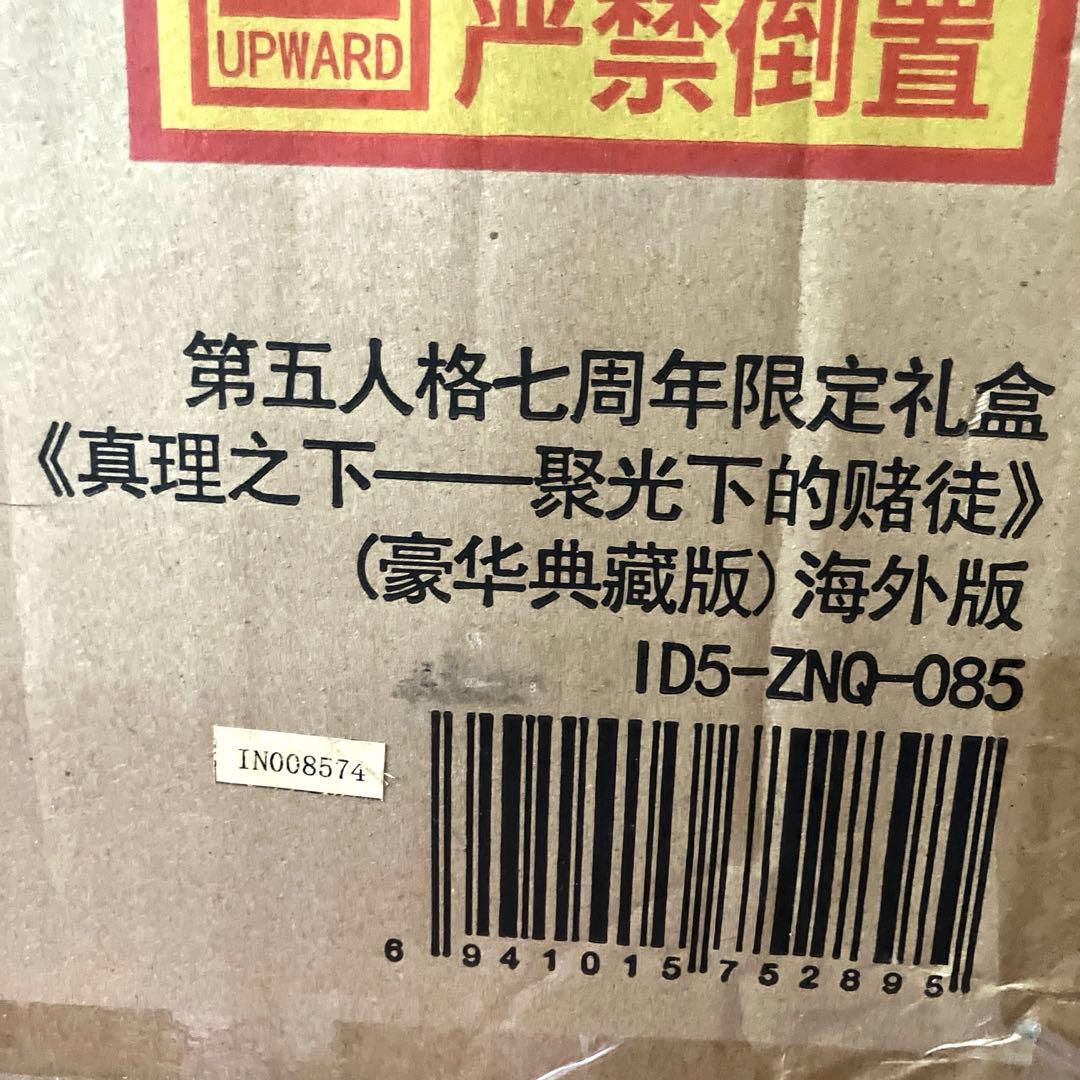 UPWARD
严禁倒置
第五人格七周年限定礼盒
《真理之下——聚光下的赌徒》
(豪华典藏版)海外版
ID5-ZNQ-085
IN008574
6 941015 752895